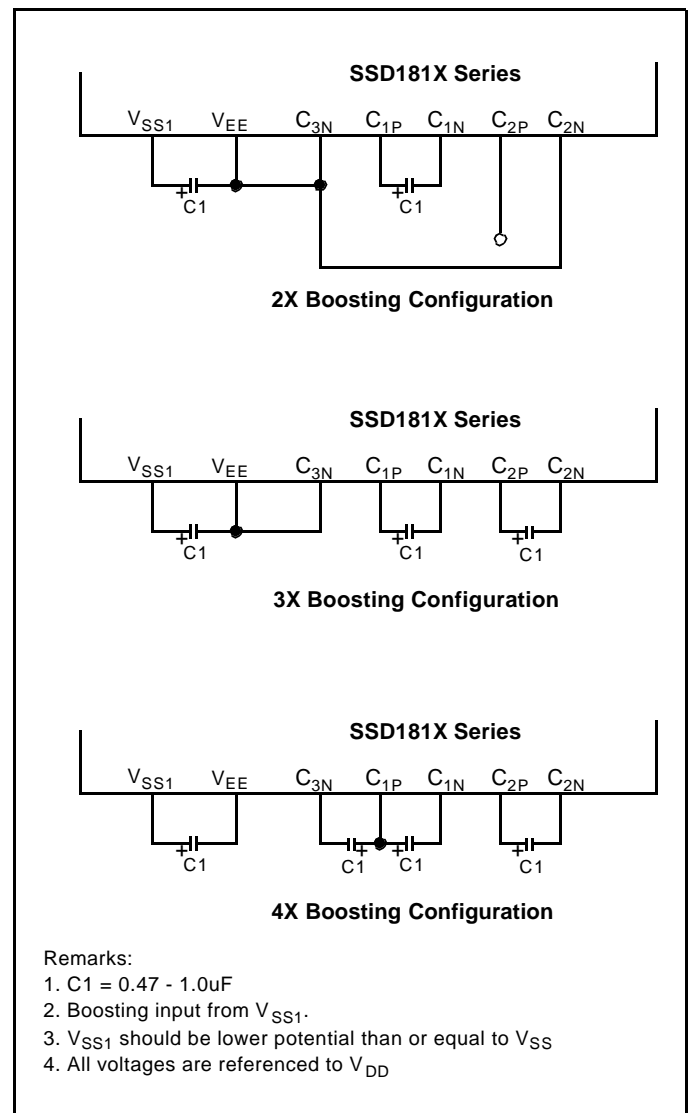 SSD181X Series
VSS1 VEE C3N C1P C1N C2P C2N
+ C1 + C1
2X Boosting Configuration
SSD181X Series
VSS1 VEE C3N C1P C1N C2P C2N
+ C1 + C1 + C1
3X Boosting Configuration
SSD181X Series
VSS1 VEE C3N C1P C1N C2P C2N
+ C1 C1 + + C1 + C1
4X Boosting Configuration
Remarks:
1. C1 = 0.47 - 1.0uF
2. Boosting input from VSS1.
3. VSS1 should be lower potential than or equal to VSS
4. All voltages are referenced to VDD